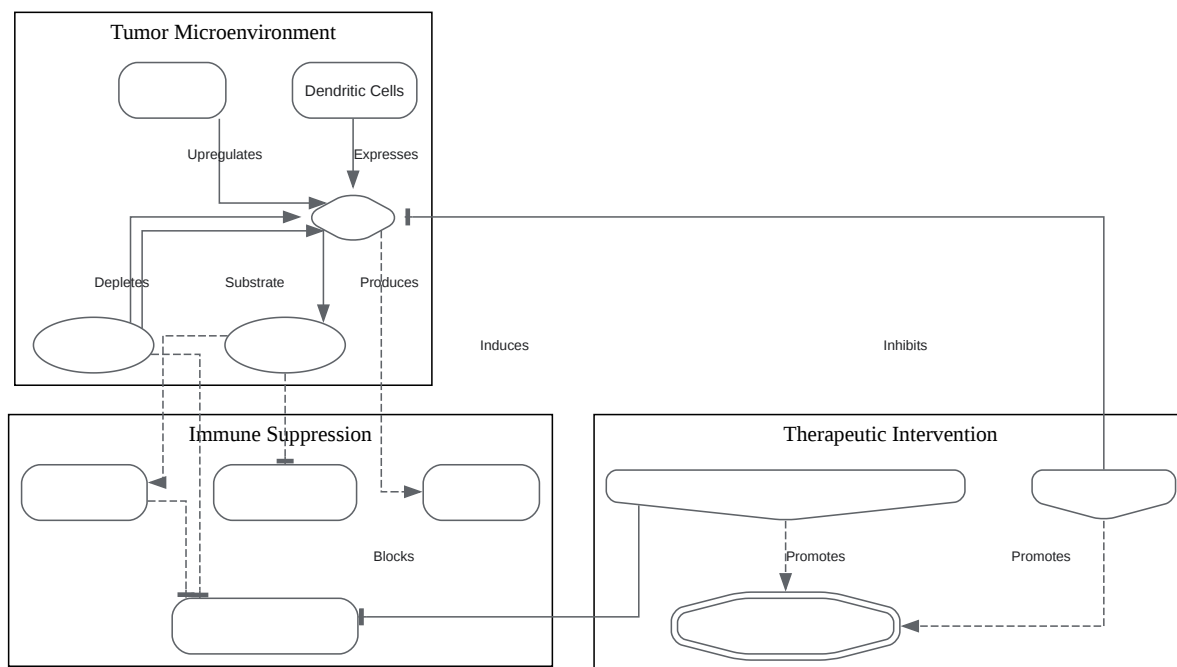 Tumor Microenvironment
Dendritic Cells
Upregulates
Expresses
Depletes
Substrate
Produces
Induces
Inhibits
Immune Suppression
Therapeutic Intervention
Blocks
Promotes
Promotes